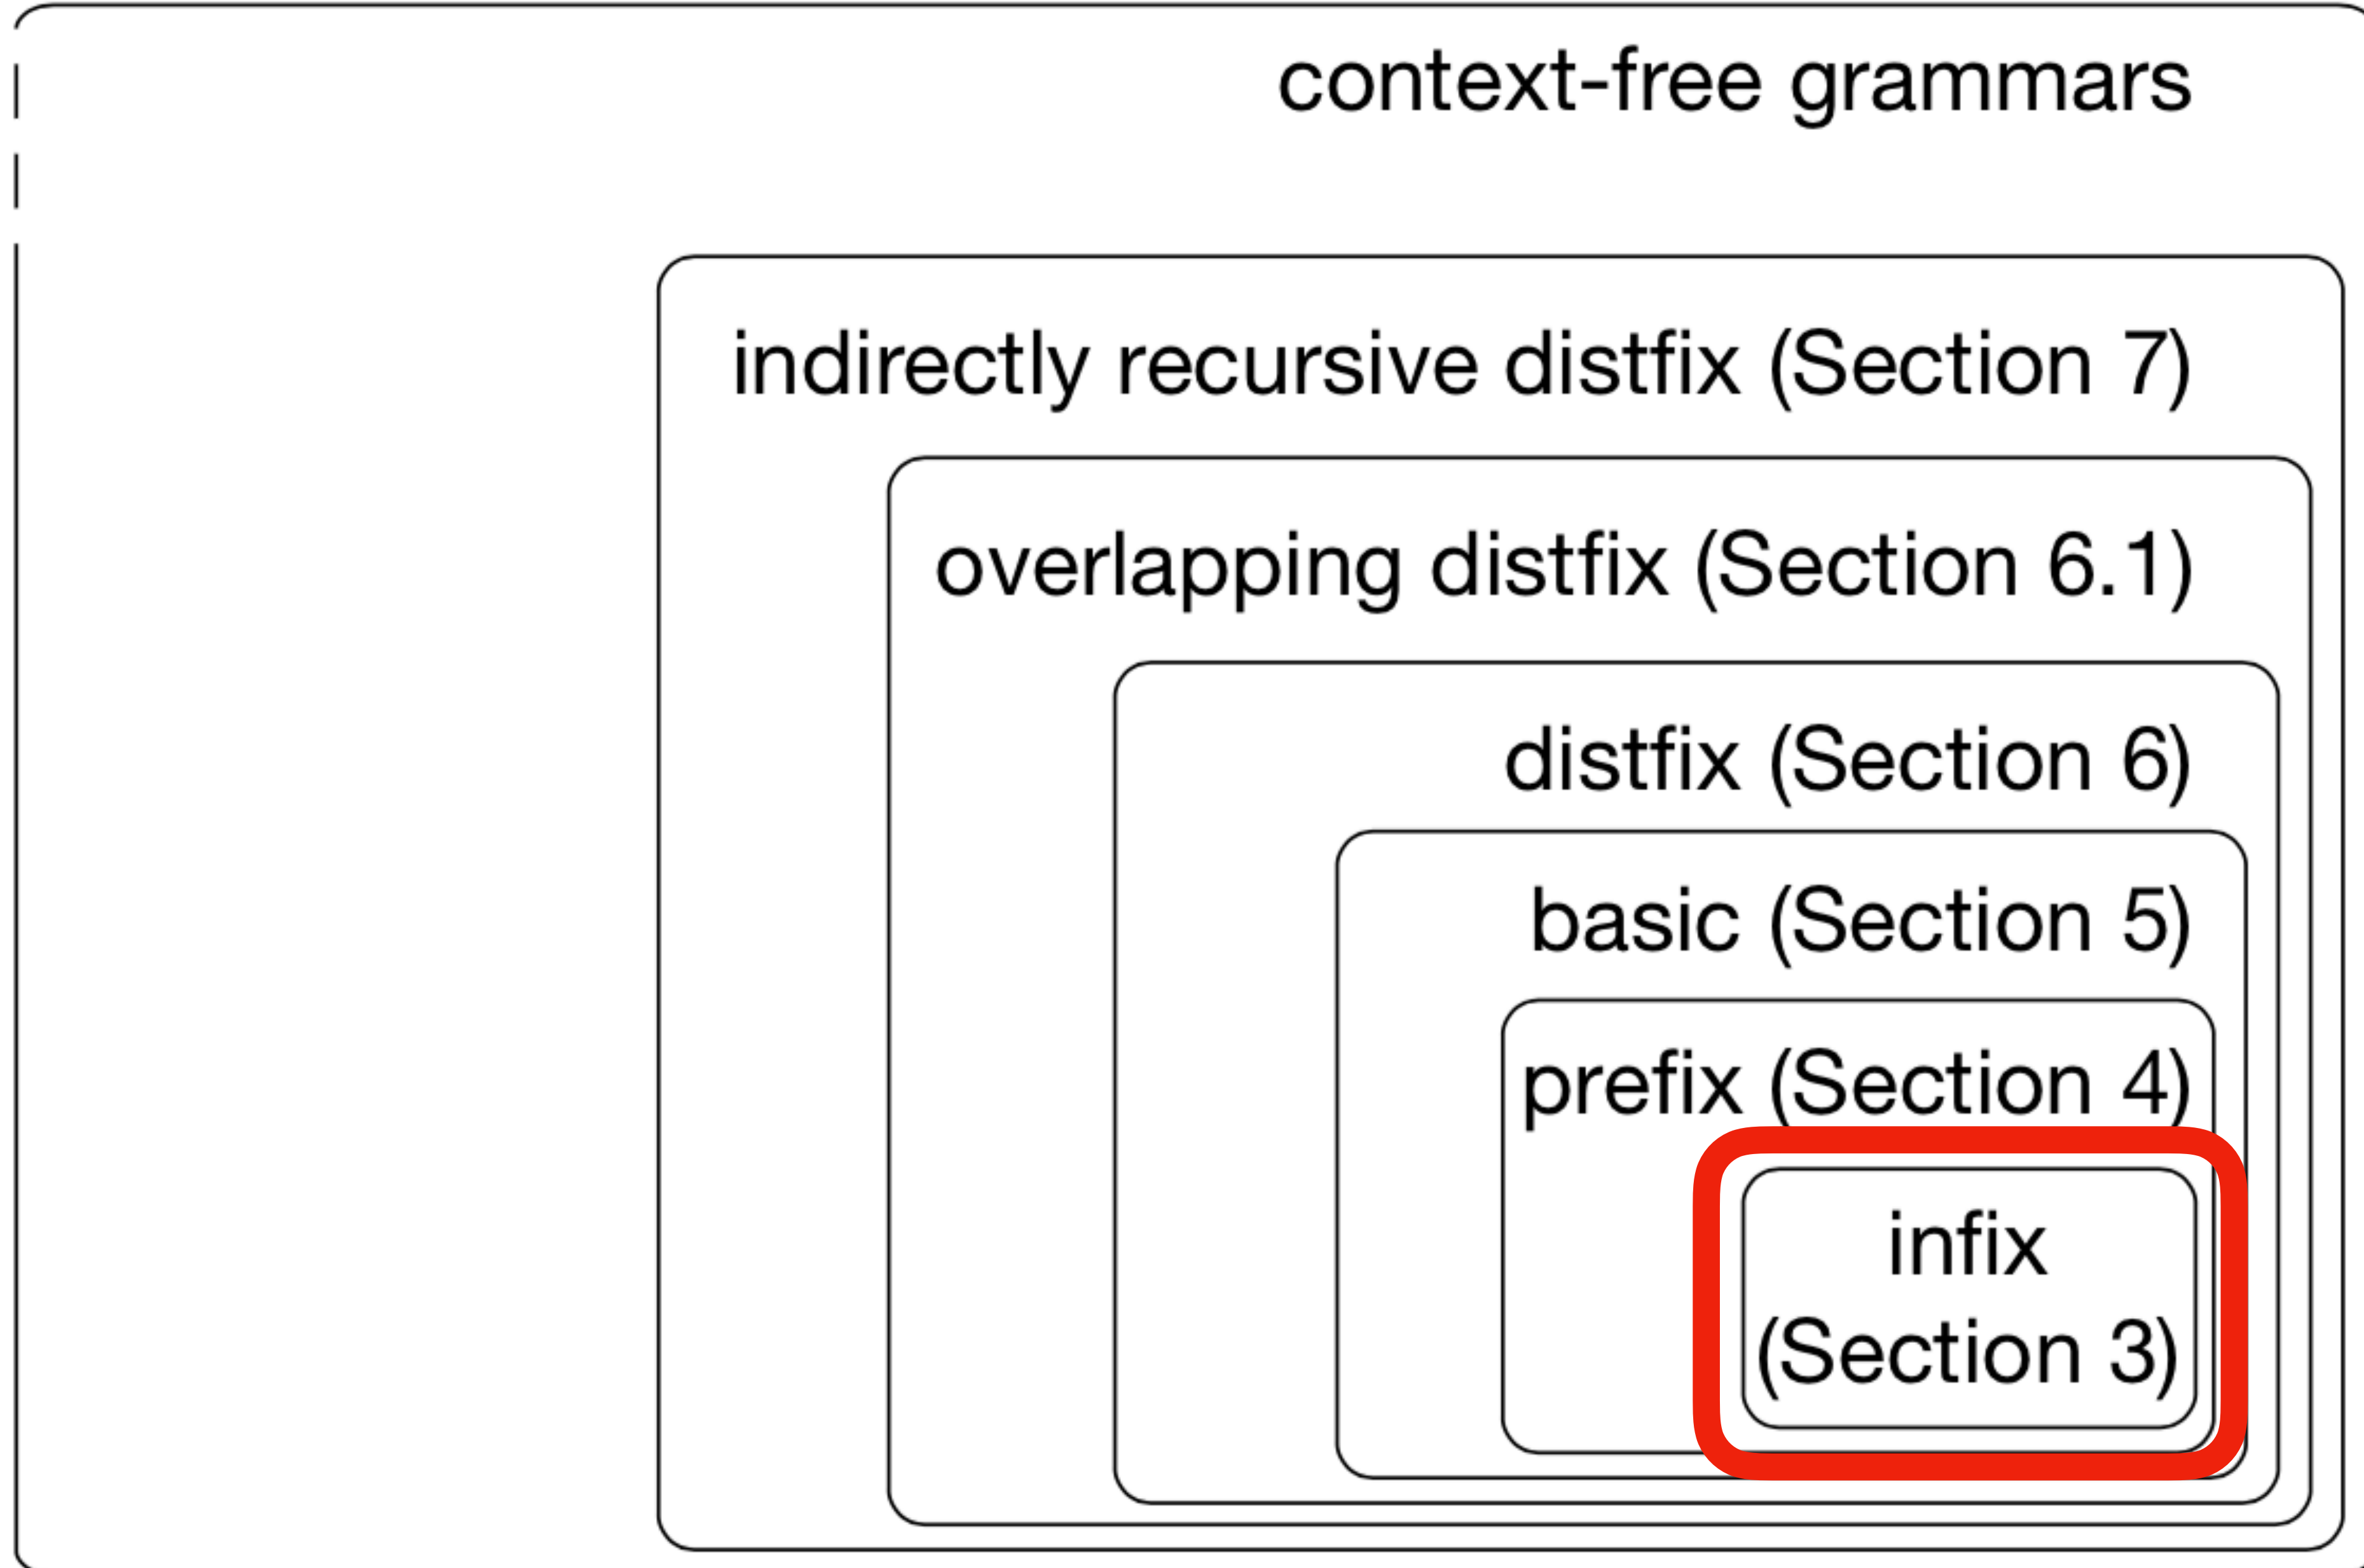 context-free grammars
indirectly recursive distfix (Section 7)
overlapping distfix (Section 6.1)
distfix (Section 6)
basic (Section 5)
prefix (Section 4)
infix
(Section 3)